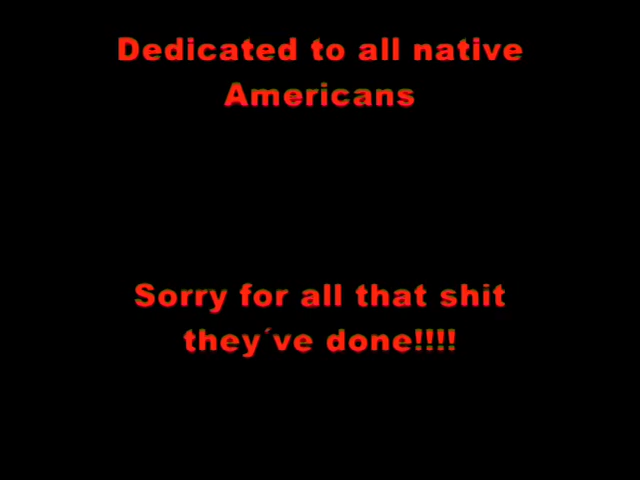 Dedicated to all native
Americans
Sorry for all that shit
they´ve done!!!!